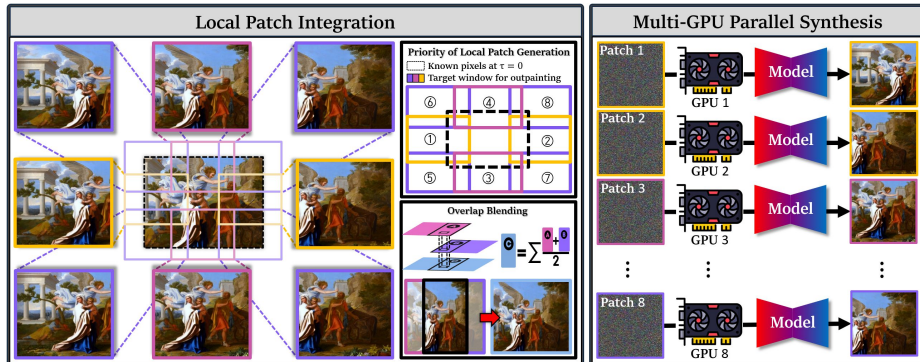 Local Patch Integration
Priority of Local Patch Generation
Known pixels at τ = 0
Target window for outpainting
⑥ ④ ⑧
① ②
⑤ ③ ⑦
Overlap Blending
= ∑ + 
2
Multi-GPU Parallel Synthesis
Patch 1
GPU 1
Model
Patch 2
GPU 2
Model
Patch 3
GPU 3
Model
⋮ ⋮ ⋮
Patch 8
GPU 8
Model